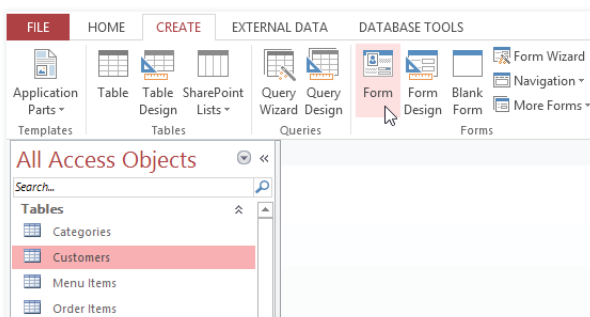 FILE HOME CREATE EXTERNAL DATA DATABASE TOOLS
Application Parts
Table
Table Design
SharePoint Lists
Query Wizard
Query Design
Form
Form Design
Blank Form
Form Wizard
Navigation
More Forms
Templates Tables Queries Forms
All Access Objects
Search...
Tables
Categories
Customers
Menu Items
Order Items